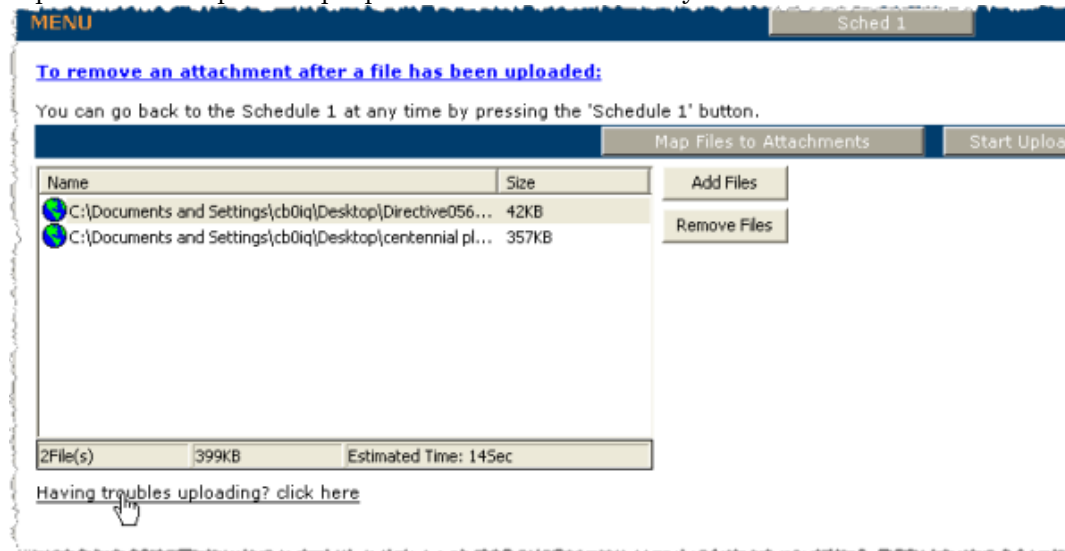 MENU Sched 1
To remove an attachment after a file has been uploaded:
You can go back to the Schedule 1 at any time by pressing the 'Schedule 1' button.
Map Files to Attachments Start
Name Size Add Files
C:\Documents and Settings\cb0iq\Desktop\Directive056... 42KB
Remove Files
C:\Documents and Settings\cb0iq\Desktop\centennial pl... 357KB
2File(s) 399KB Estimated Time: 14Sec
Having troubles uploading? click here